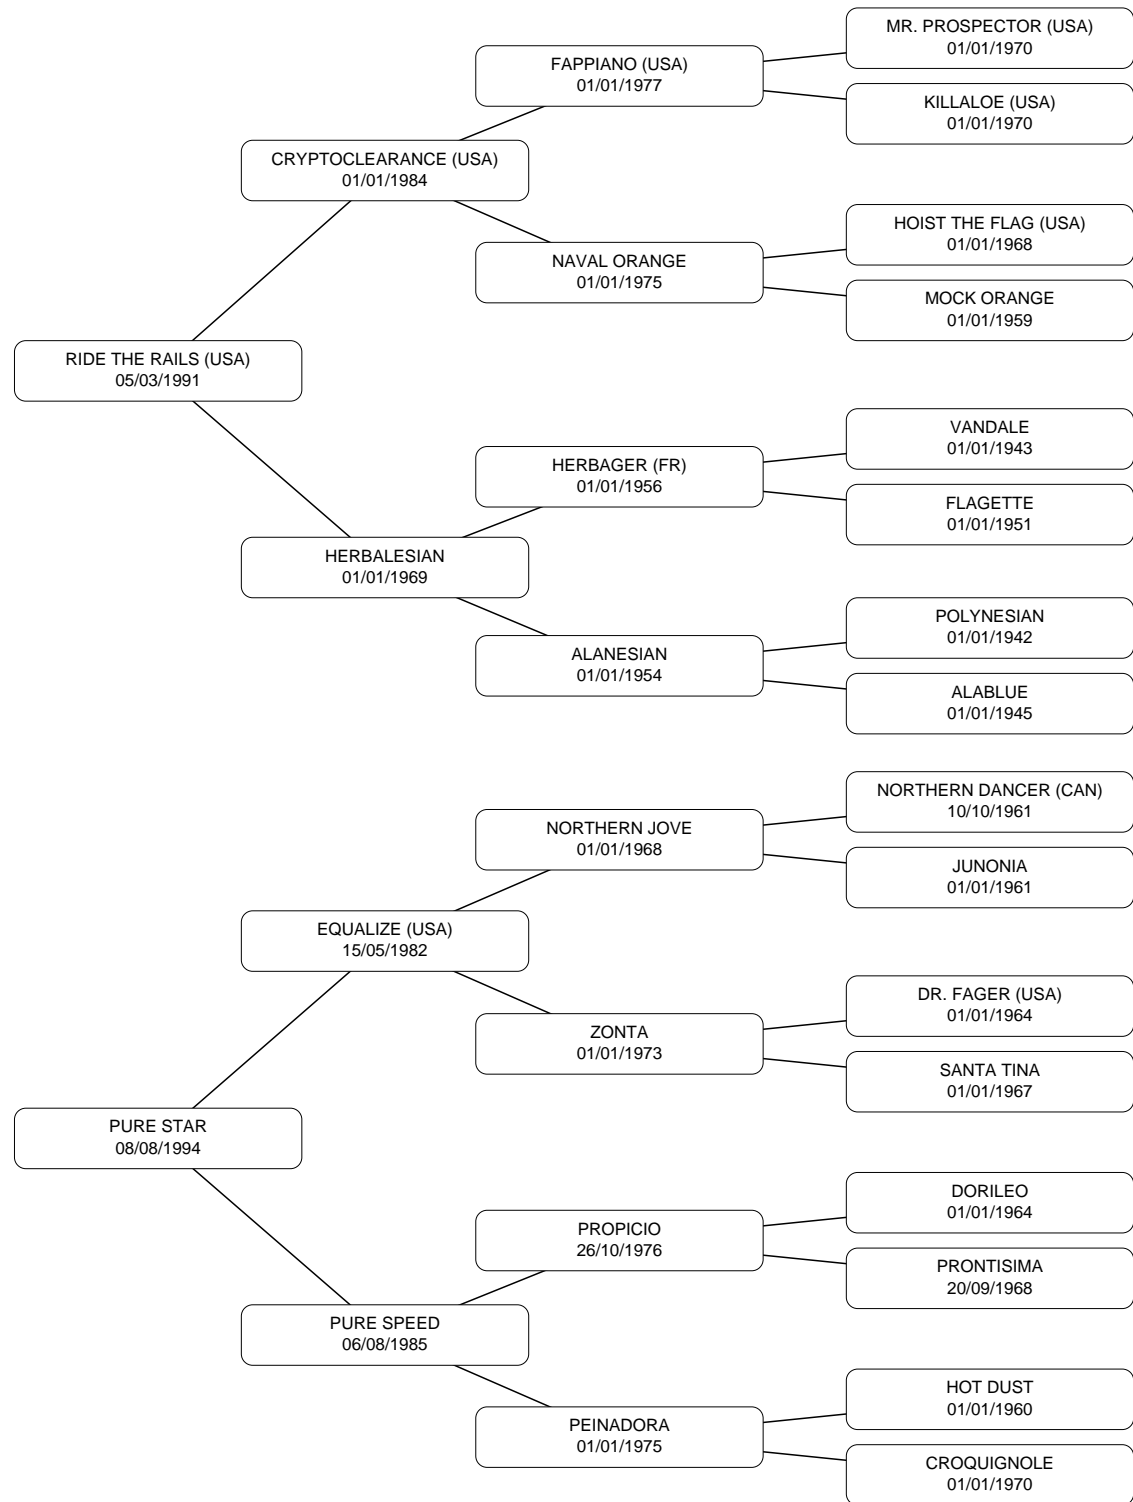 MR. PROSPECTOR (USA)
01/01/1970
FAPPIANO (USA)
01/01/1977
KILLALOE (USA)
01/01/1970
CRYPTOCLEARANCE (USA)
01/01/1984
HOIST THE FLAG (USA)
01/01/1968
NAVAL ORANGE
01/01/1975
MOCK ORANGE
01/01/1959
RIDE THE RAILS (USA)
05/03/1991
VANDALE
01/01/1943
HERBAGER (FR)
01/01/1956
FLAGETTE
01/01/1951
HERBALESIAN
01/01/1969
POLYNESIAN
01/01/1942
ALANESIAN
01/01/1954
ALABLUE
01/01/1945
NORTHERN DANCER (CAN)
10/10/1961
NORTHERN JOVE
01/01/1968
JUNONIA
01/01/1961
EQUALIZE (USA)
15/05/1982
DR. FAGER (USA)
01/01/1964
ZONTA
01/01/1973
SANTA TINA
01/01/1967
PURE STAR
08/08/1994
DORILEO
01/01/1964
PROPICIO
26/10/1976
PRONTISIMA
20/09/1968
PURE SPEED
06/08/1985
HOT DUST
01/01/1960
PEINADORA
01/01/1975
CROQUIGNOLE
01/01/1970